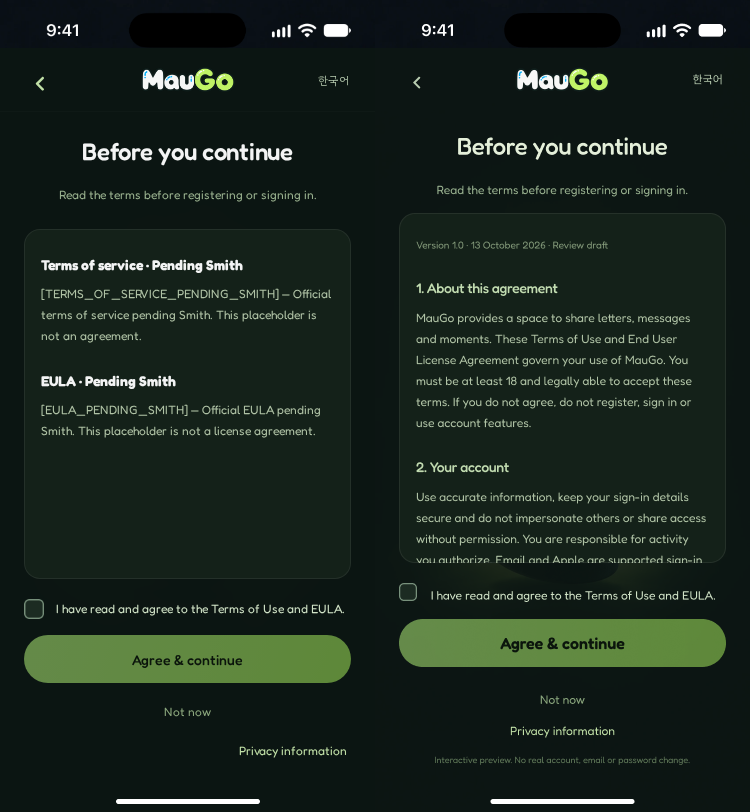 9:41
MauGo
한국어
Before you continue
Read the terms before registering or signing in.
Terms of service · Pending Smith
[TERMS_OF_SERVICE_PENDING_SMITH] — Official
terms of service pending Smith. This placeholder is
not an agreement.
EULA · Pending Smith
[EULA_PENDING_SMITH] — Official EULA pending
Smith. This placeholder is not a license agreement.
I have read and agree to the Terms of Use and EULA.
Agree & continue
Not now
Privacy information
9:41
MauGo
한국어
Before you continue
Read the terms before registering or signing in.
Version 1.0 · 13 October 2026 · Review draft
1. About this agreement
MauGo provides a space to share letters, messages
and moments. These Terms of Use and End User
License Agreement govern your use of MauGo. You
must be at least 18 and legally able to accept these
terms. If you do not agree, do not register, sign in or
use account features.
2. Your account
Use accurate information, keep your sign-in details
secure and do not impersonate others or share access
without permission. You are responsible for activity
you authorize. Email and Apple are supported sign-in
I have read and agree to the Terms of Use and EULA.
Agree & continue
Not now
Privacy information
Interactive preview. No real account, email or password change.